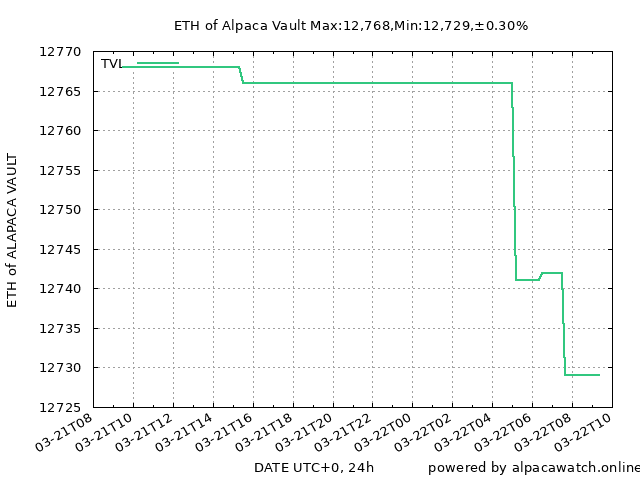 ETH of Alpaca Vault Max:12,768,Min:12,729,±0.30%
12770
12765
12760
12755
12750
12745
12740
12735
12730
12725
ETH of ALAPACA VAULT
TVL
03-21T08
03-21T10
03-21T12
03-21T14
03-21T16
03-21T18
03-21T20
03-21T22
03-22T00
03-22T02
03-22T04
03-22T06
03-22T08
03-22T10
DATE UTC+0, 24h
powered by alpacawatch.online